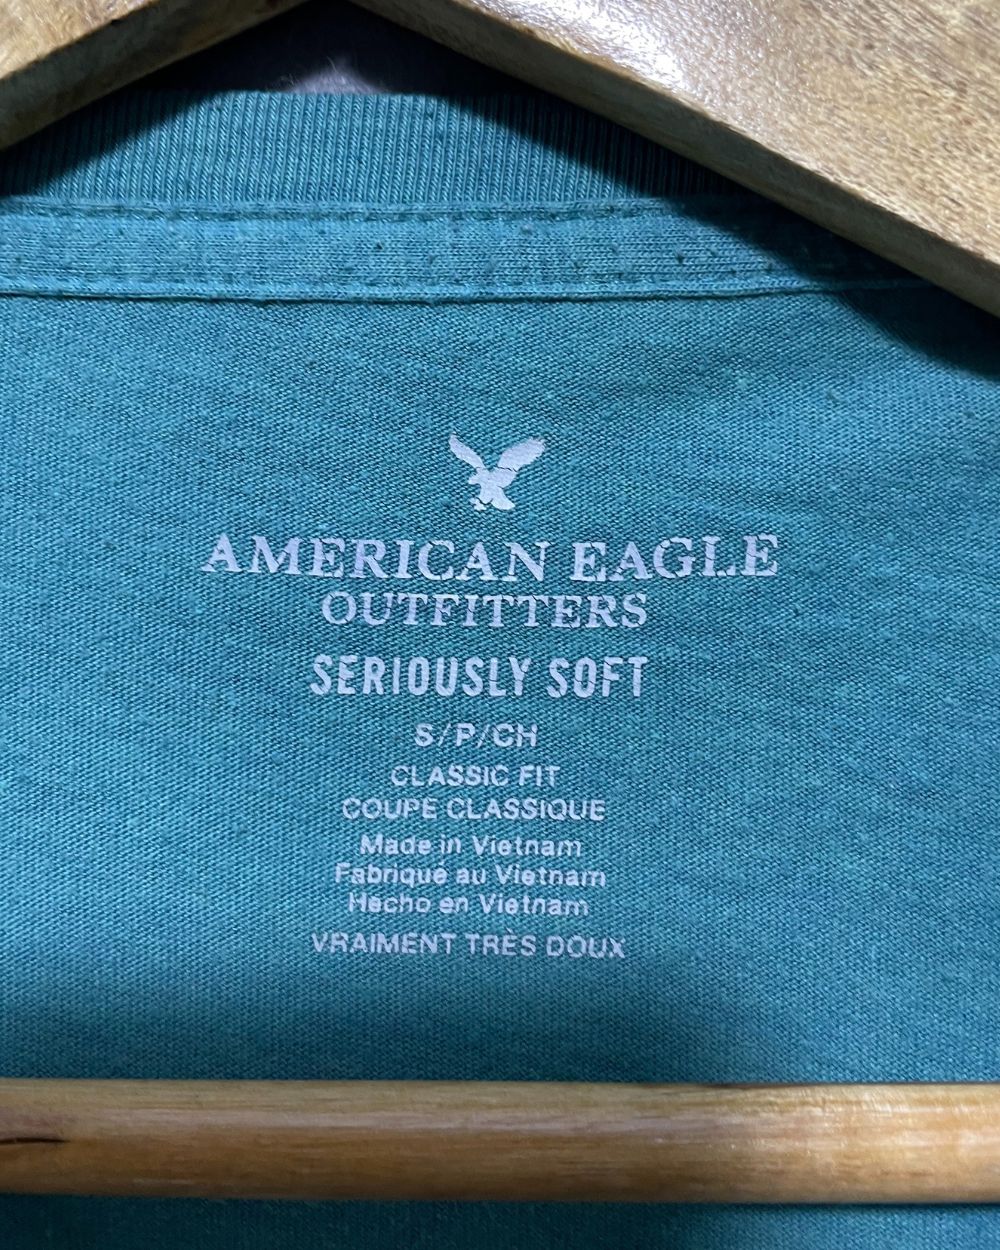 AMERICAN EAGLE
OUTFITTERS
SERIOUSLY SOFT
S/P/CH
CLASSIC FIT
COUPE CLASSIQUE
Made in Vietnam
Fabriqué au Vietnam
Hecho en Vietnam
VRAIMENT TRÈS DOUX